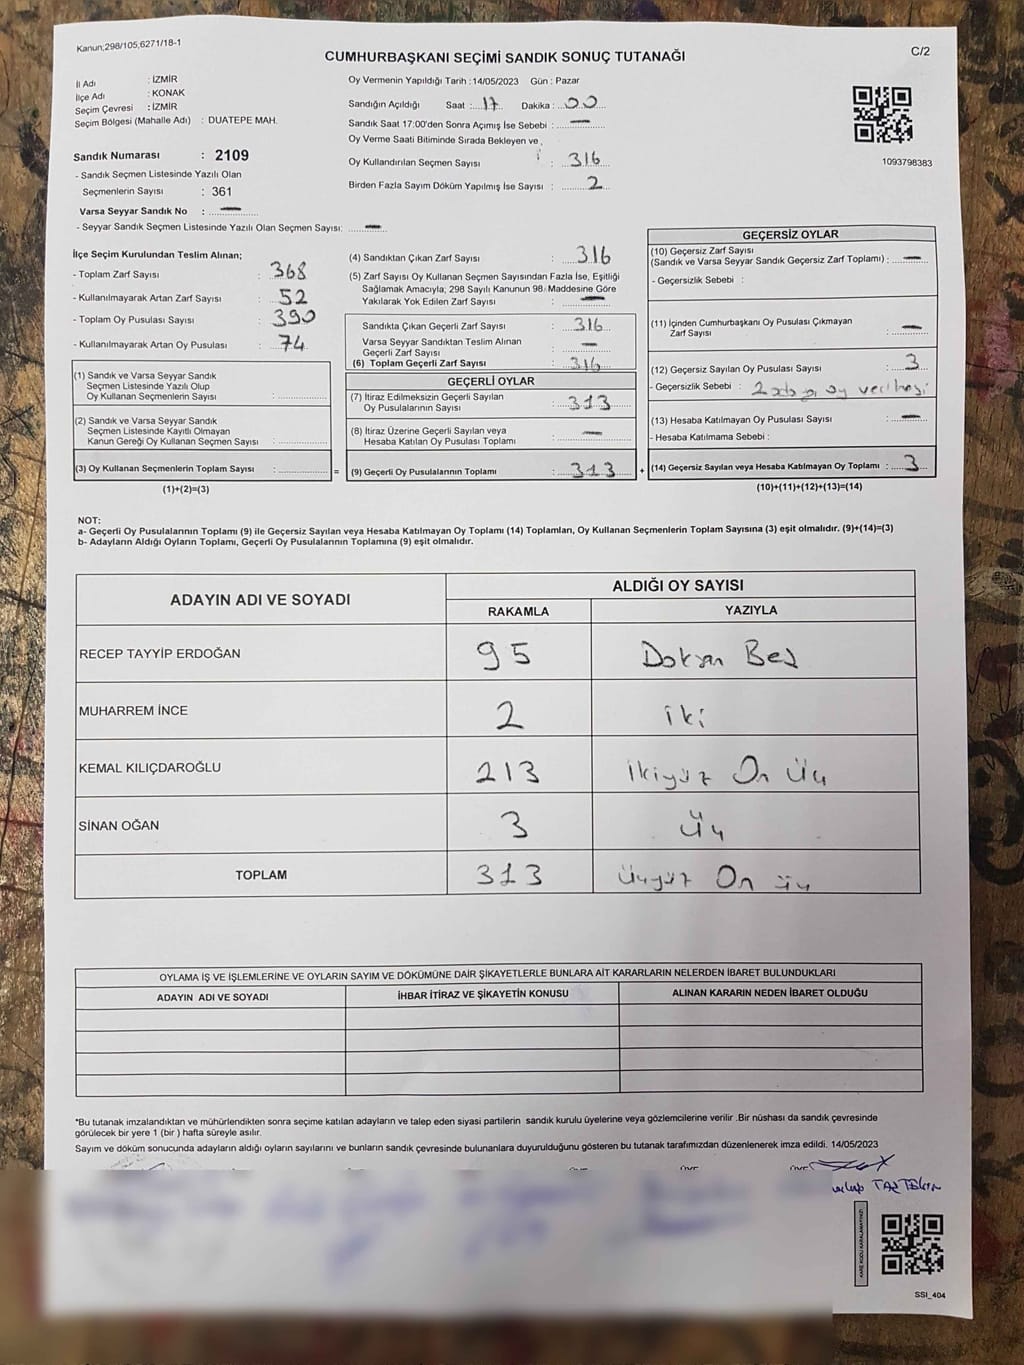 Kanun;298/105,6271/18-1
C/2
CUMHURBAŞKANI SEÇİMİ SANDIK SONUÇ TUTANAĞI
İl Adı : İZMİR
İlçe Adı : KONAK
Seçim Çevresi : İZMİR
Seçim Bölgesi (Mahalle Adı) : DUATEPE MAH.
Sandık Numarası : 2109
- Sandık Seçmen Listesinde Yazılı Olan
Seçmenlerin Sayısı : 361
Varsa Seyyar Sandık No : —
- Seyyar Sandık Seçmen Listesinde Yazılı Olan Seçmen Sayısı: —
Oy Vermenin Yapıldığı Tarih : 14/05/2023 Gün : Pazar
Sandığın Açıldığı Saat : 17 Dakika : 00
Sandık Saat 17:00'den Sonra Açımış İse Sebebi : —
Oy Verme Saati Bitiminde Sırada Bekleyen ve
Oy Kullandırılan Seçmen Sayısı : 316
Birden Fazla Sayım Döküm Yapılmış İse Sayısı : 2
1093798383
İlçe Seçim Kurulundan Teslim Alınan;
- Toplam Zarf Sayısı : 368
- Kullanılmayarak Artan Zarf Sayısı : 52
- Toplam Oy Pusulası Sayısı : 390
- Kullanılmayarak Artan Oy Pusulası : 74
(1) Sandık ve Varsa Seyyar Sandık
Seçmen Listesinde Yazılı Olup
Oy Kullanan Seçmenlerin Sayısı :
(2) Sandık ve Varsa Seyyar Sandık
Seçmen Listesinde Kayıtlı Olmayan
Kanun Gereği Oy Kullanan Seçmen Sayısı :
(3) Oy Kullanan Seçmenlerin Toplam Sayısı : =
(1)+(2)=(3)
(4) Sandıktan Çıkan Zarf Sayısı : 316
(5) Zarf Sayısı Oy Kullanan Seçmen Sayısından Fazla İse, Eşitliği
Sağlamak Amacıyla; 298 Sayılı Kanunun 98. Maddesine Göre
Yakılarak Yok Edilen Zarf Sayısı : —
Sandıkta Çıkan Geçerli Zarf Sayısı : 316
Varsa Seyyar Sandıktan Teslim Alınan
Geçerli Zarf Sayısı : —
(6) Toplam Geçerli Zarf Sayısı : 316
GEÇERLİ OYLAR
(7) İtiraz Edilmeksizin Geçerli Sayılan
Oy Pusulalarının Sayısı : 313
(8) İtiraz Üzerine Geçerli Sayılan veya
Hesaba Katılan Oy Pusulası Toplamı : —
(9) Geçerli Oy Pusulalarının Toplamı : 313 +
GEÇERSİZ OYLAR
(10) Geçersiz Zarf Sayısı
(Sandık ve Varsa Seyyar Sandık Geçersiz Zarf Toplamı) : —
- Geçersizlik Sebebi :
(11) İçinden Cumhurbaşkanı Oy Pusulası Çıkmayan
Zarf Sayısı : —
(12) Geçersiz Sayılan Oy Pusulası Sayısı : 3
- Geçersizlik Sebebi : 2 oy
(13) Hesaba Katılmayan Oy Pusulası Sayısı : —
- Hesaba Katılmama Sebebi :
(14) Geçersiz Sayılan veya Hesaba Katılmayan Oy Toplamı : 3
(10)+(11)+(12)+(13)=(14)
NOT:
a- Geçerli Oy Pusulalarının Toplamı (9) ile Geçersiz Sayılan veya Hesaba Katılmayan Oy Toplamı (14) Toplamları, Oy Kullanan Seçmenlerin Toplam Sayısına (3) eşit olmalıdır. (9)+(14)=(3)
b- Adayların Aldığı Oyların Toplamı, Geçerli Oy Pusulalarının Toplamına (9) eşit olmalıdır.
ADAYIN ADI VE SOYADI ALDIĞI OY SAYISI
RAKAMLA YAZIYLA
RECEP TAYYİP ERDOĞAN 95 Doksan Beş
MUHARREM İNCE 2 iki
KEMAL KILIÇDAROĞLU 213 İkiyüz On Üç
SİNAN OĞAN 3 Üç
TOPLAM 313 Üçyüz On üç
OYLAMA İŞ VE İŞLEMLERİNE VE OYLARIN SAYIM VE DÖKÜMÜNE DAİR ŞİKAYETLERLE BUNLARA AİT KARARLARIN NELERDEN İBARET BULUNDUKLARI
ADAYIN ADI VE SOYADI İHBAR İTİRAZ VE ŞİKAYETİN KONUSU ALINAN KARARIN NEDEN İBARET OLDUĞU
*Bu tutanak imzalandıktan ve mühürlendikten sonra seçime katılan adayların ve talep eden siyasi partilerin sandık kurulu üyelerine veya gözlemcilerine verilir .Bir nüshası da sandık çevresinde
görülecek bir yere 1 (bir ) hafta süreyle asılır.
Sayım ve döküm sonucunda adayların aldığı oyların sayılarını ve bunların sandık çevresinde bulunanlara duyurulduğunu gösteren bu tutanak tarafımızdan düzenlenerek imza edildi. 14/05/2023
KARE KODU KARALAMAYINIZ!
SSI_404